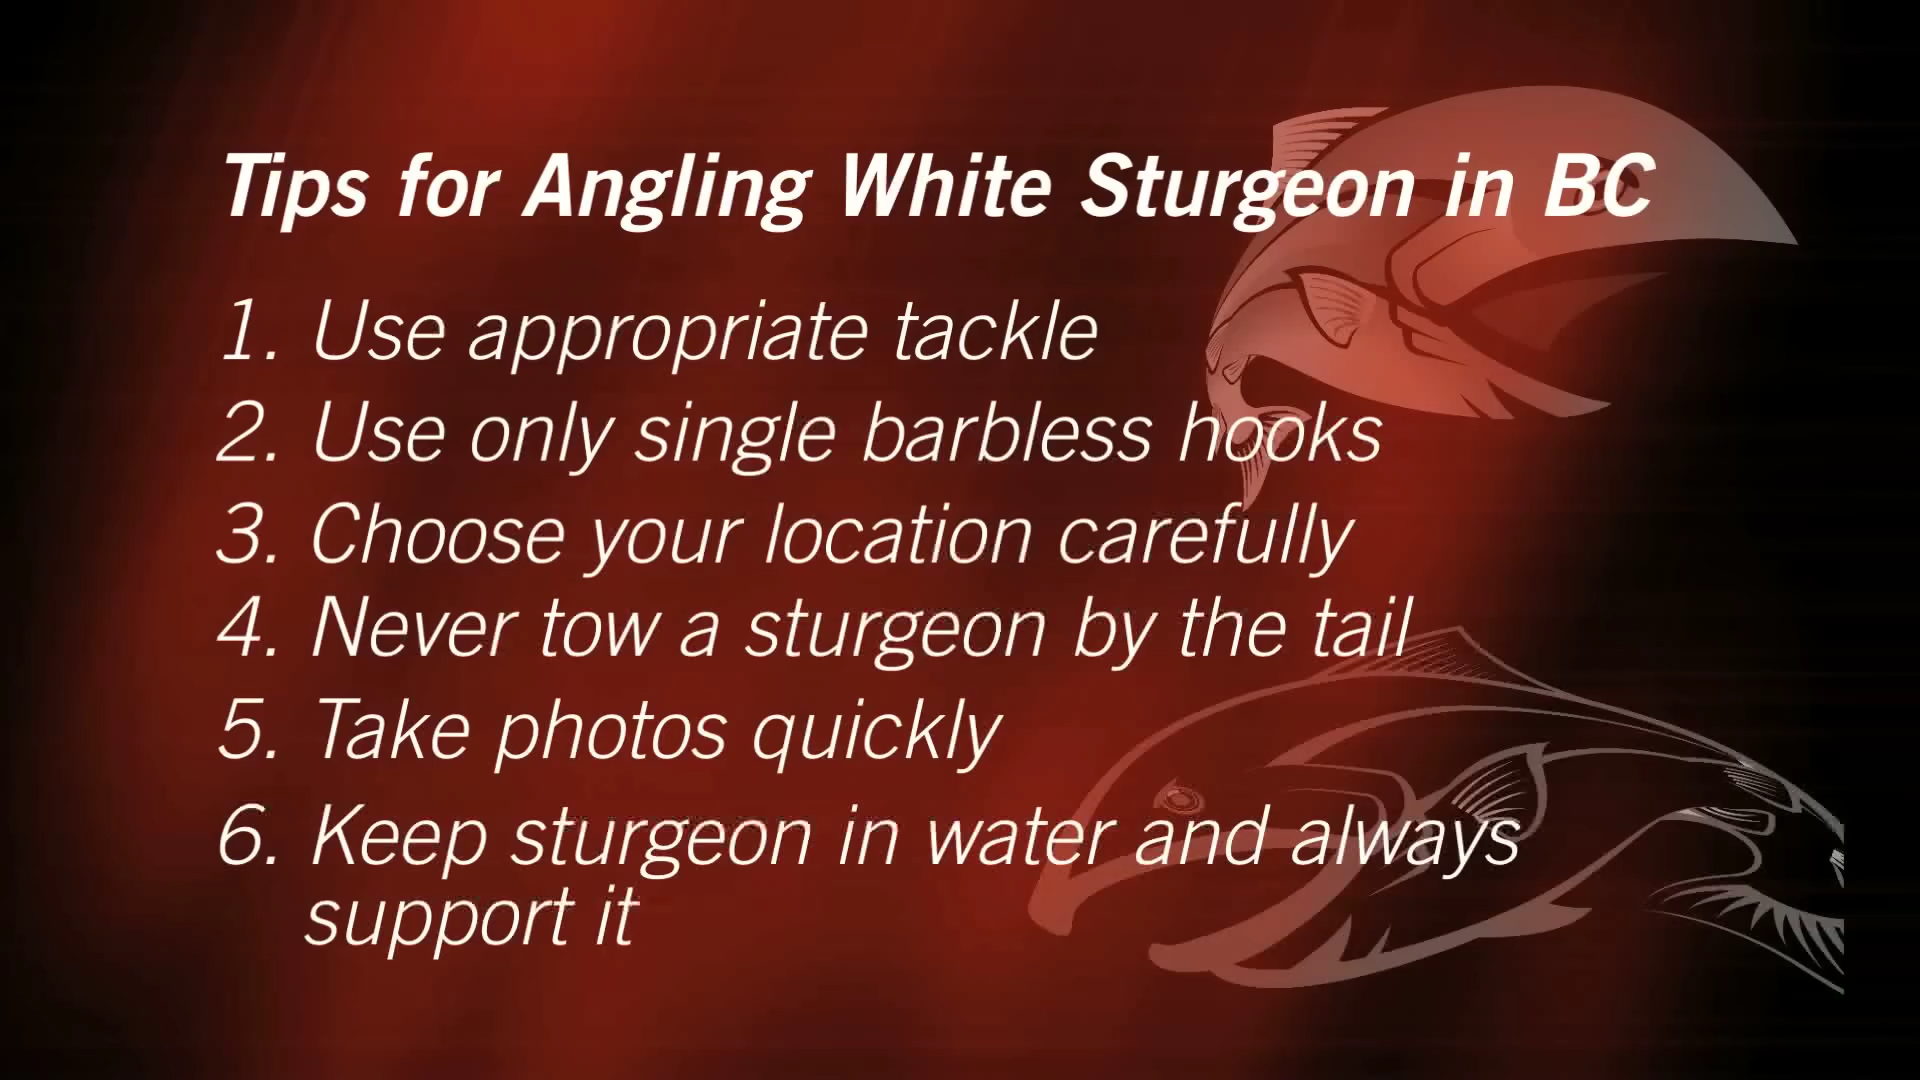 Tips for Angling White Sturgeon in BC
1. Use appropriate tackle
2. Use only single barbless hooks
3. Choose your location carefully
4. Never tow a sturgeon by the tail
5. Take photos quickly
6. Keep sturgeon in water and always
support it